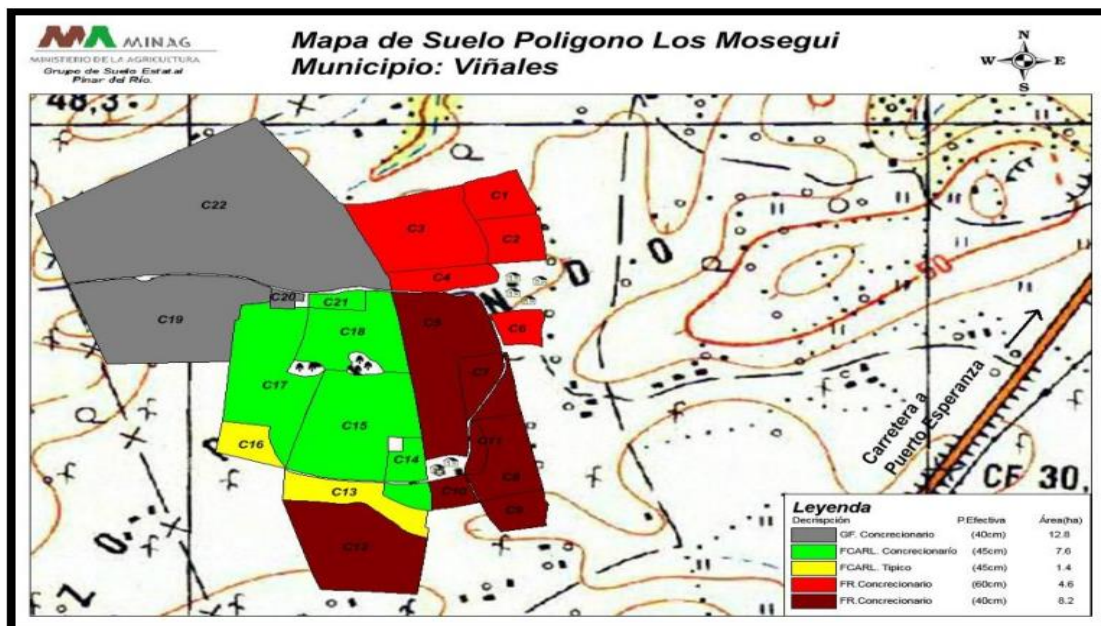 MA MINAG
MINISTERIO DE LA AGRICULTURA
Grupo de Suelo Estatal
Pinar del Río.
Mapa de Suelo Poligono Los Mosegui
Municipio: Viñales
N
W E
S
48,3
C22
C1
C3
C2
C4
C20
C21
N D O
C19
C5
C6
C18
50
C7
C17
C15
C11
C16
C14
C8
C13
C10
C9
C12
Carretera a
Puerto Esperanza
CF 30,
Z O
Leyenda
Decripción P.Efectiva Área(ha)
GF. Concrecionario (40cm) 12.8
FCARL. Concrecionario (45cm) 7.6
FCARL. Tipico (45cm) 1.4
FR.Concrecionario (60cm) 4.6
FR.Concrecionario (40cm) 8.2